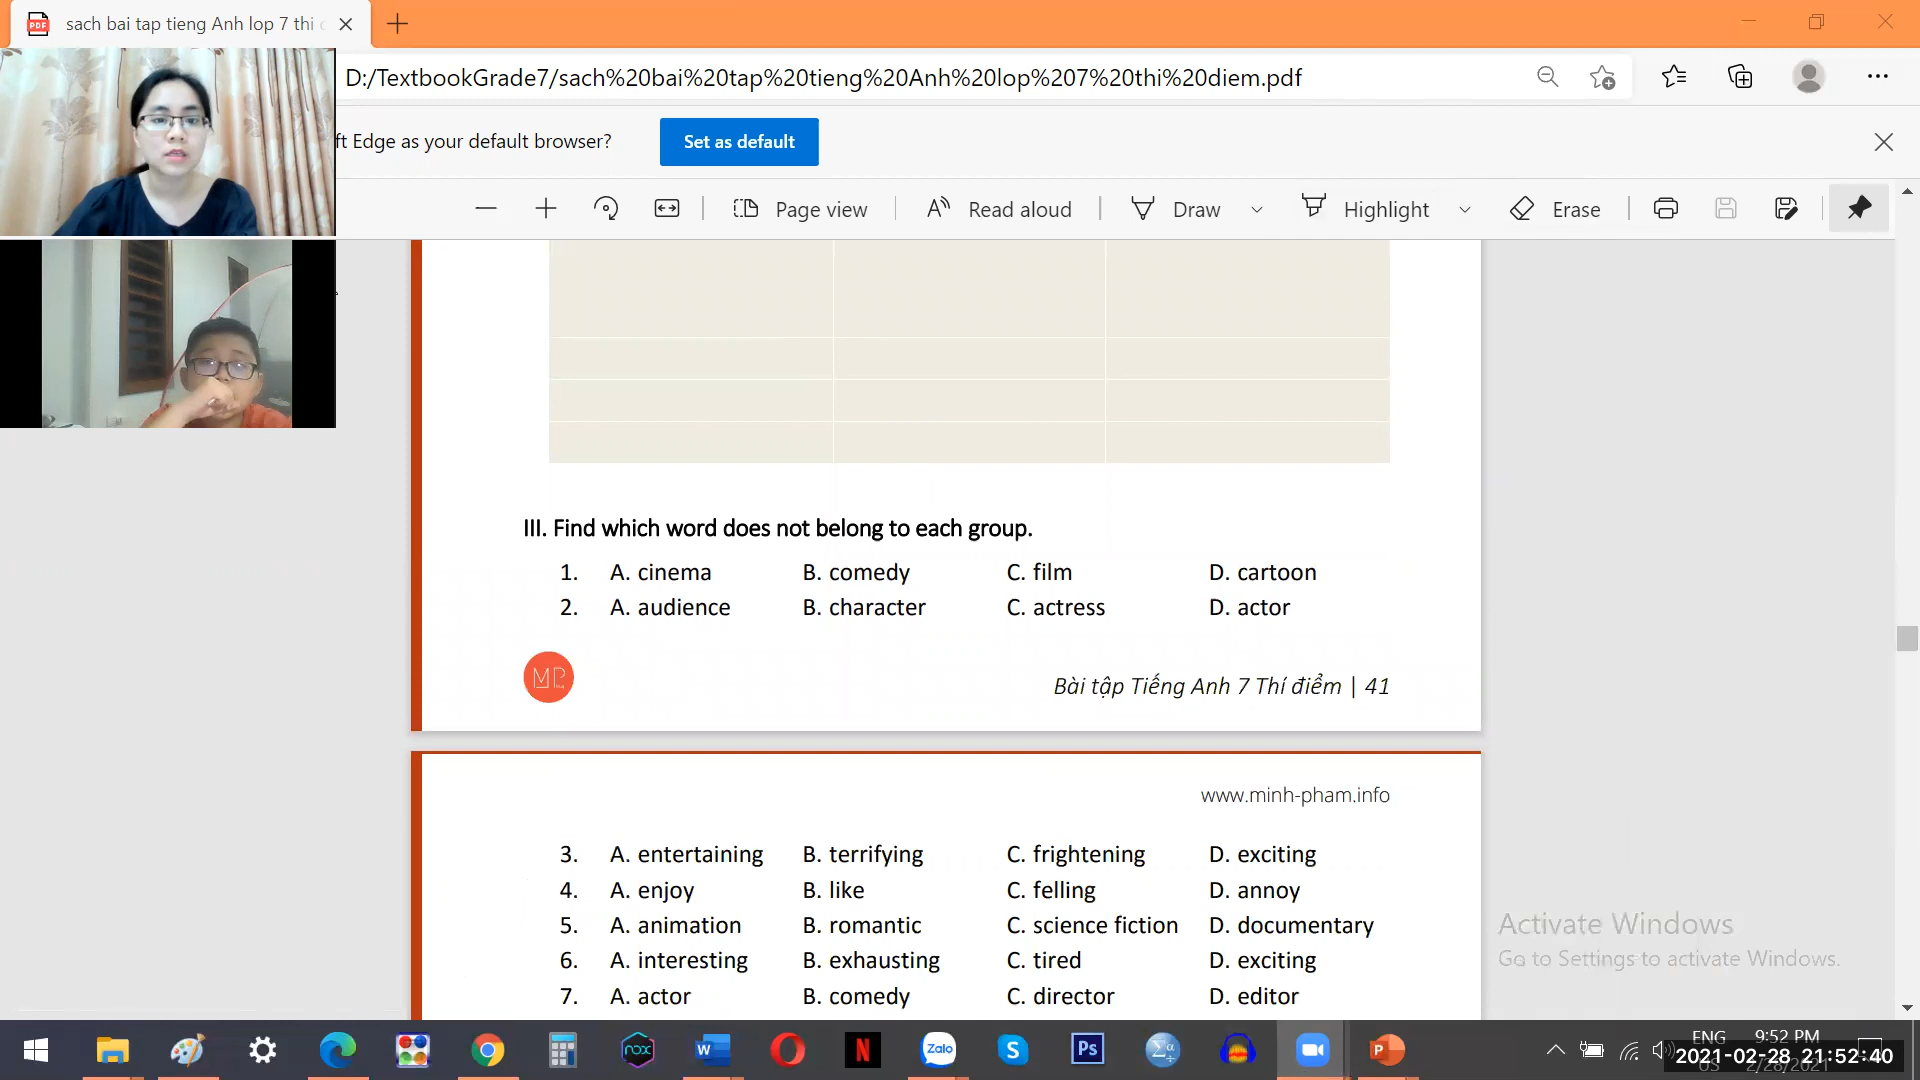 sach bai tap tieng Anh lop 7 thi
D:/TextbookGrade7/sach%20bai%20tap%20tieng%20Anh%20lop%207%20thi%20diem.pdf
ft Edge as your default browser? Set as default
Page view Read aloud Draw Highlight Erase
III. Find which word does not belong to each group.
1. A. cinema B. comedy C. film D. cartoon
2. A. audience B. character C. actress D. actor
MP
Bài tập Tiếng Anh 7 Thí điểm | 41
www.minh-pham.info
3. A. entertaining B. terrifying C. frightening D. exciting
4. A. enjoy B. like C. felling D. annoy
5. A. animation B. romantic C. science fiction D. documentary
6. A. interesting B. exhausting C. tired D. exciting
7. A. actor B. comedy C. director D. editor
Activate Windows
Go to Settings to activate Windows.
ENG 9:52 PM
2021-02-28 21:52:40